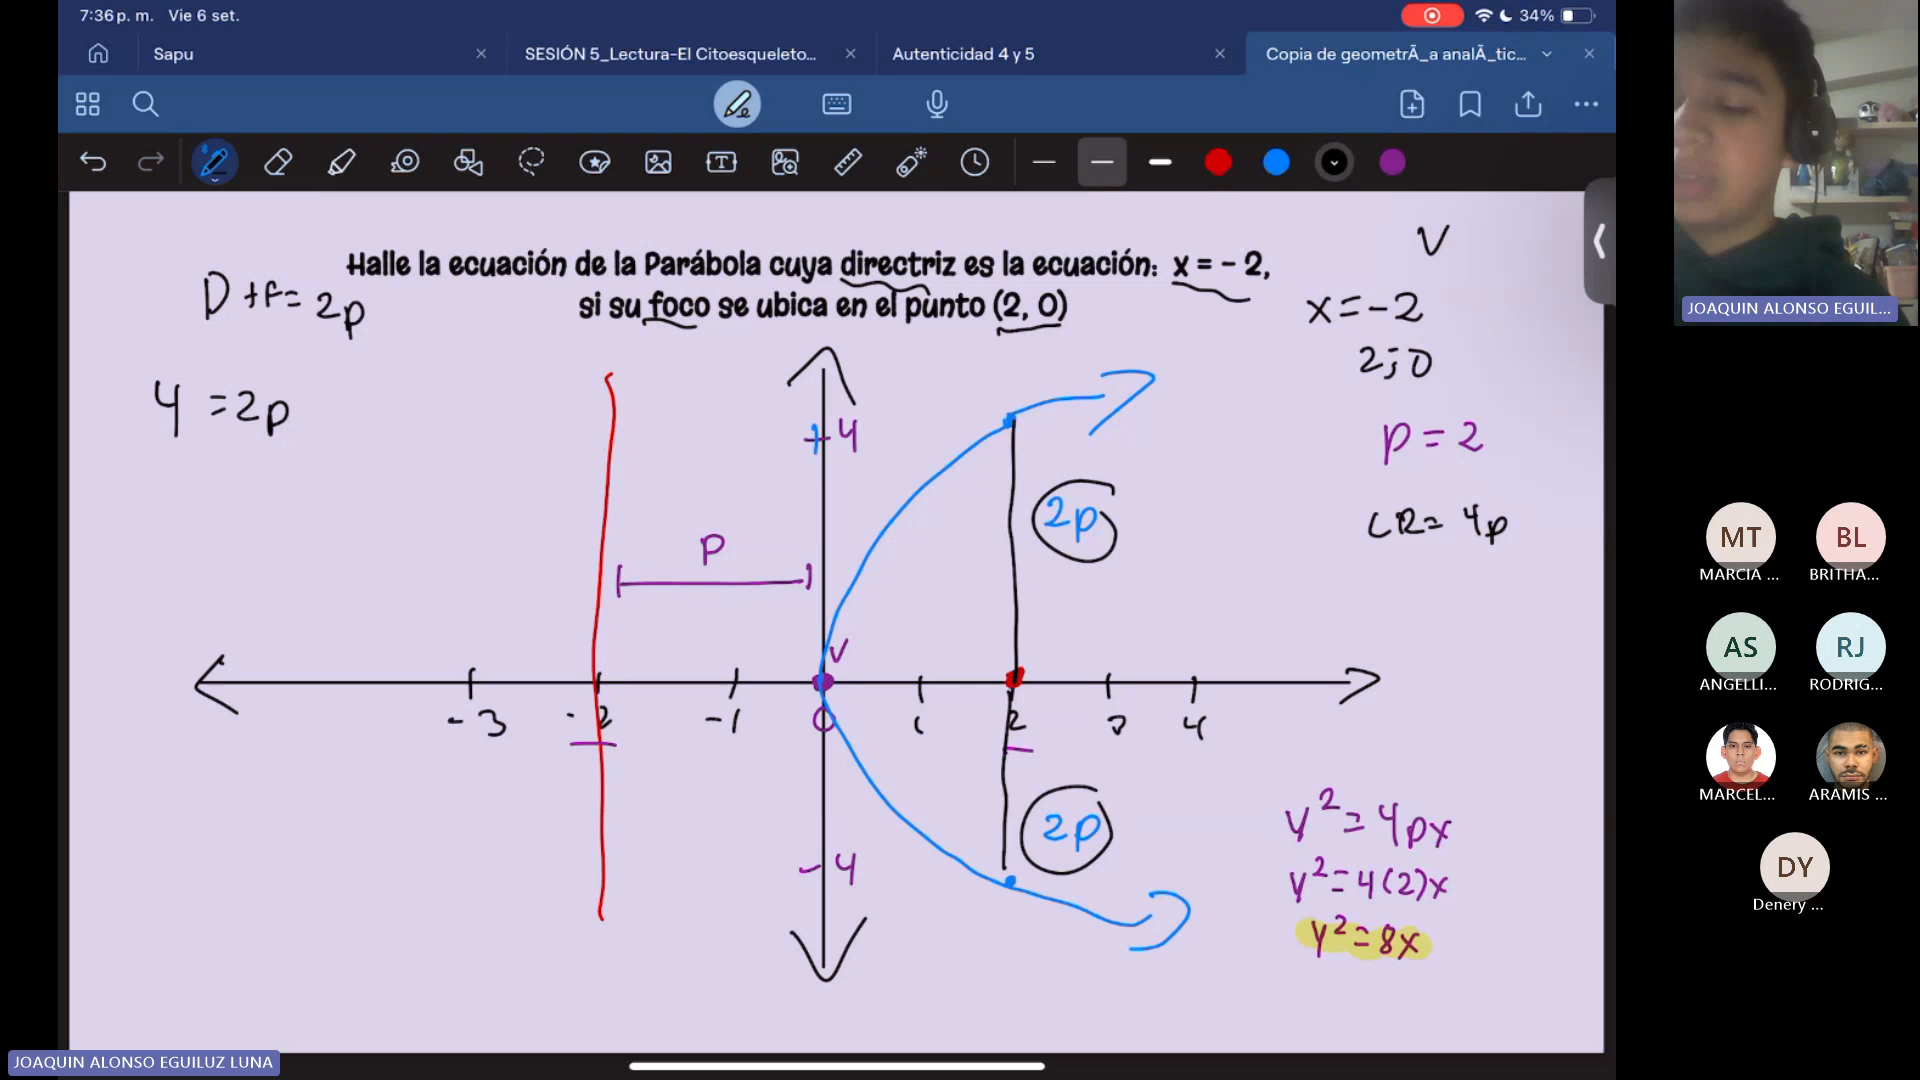 7:36 p. m. Vie 6 set.
34%
Sapu
SESIÓN 5_Lectura-El Citoesqueleto...
Autenticidad 4 y 5
Copia de geometrÃ_a analÃ_tic...
Halle la ecuación de la Parábola cuya directriz es la ecuación: x = - 2,
si su foco se ubica en el punto (2, 0)
D + F = 2p
4 = 2p
V
x = -2
2;0
p = 2
LR = 4p
4
2p
P
V
-3 -2 -1 0 1 2 3 4
2p
-4
y² = 4px
y² = 4(2)x
y² = 8x
JOAQUIN ALONSO EGUIL...
MT
MARCIA ...
BL
BRITHA...
AS
ANGELLI...
RJ
RODRIG...
MARCEL...
ARAMIS ...
DY
Denery ...
JOAQUIN ALONSO EGUILUZ LUNA